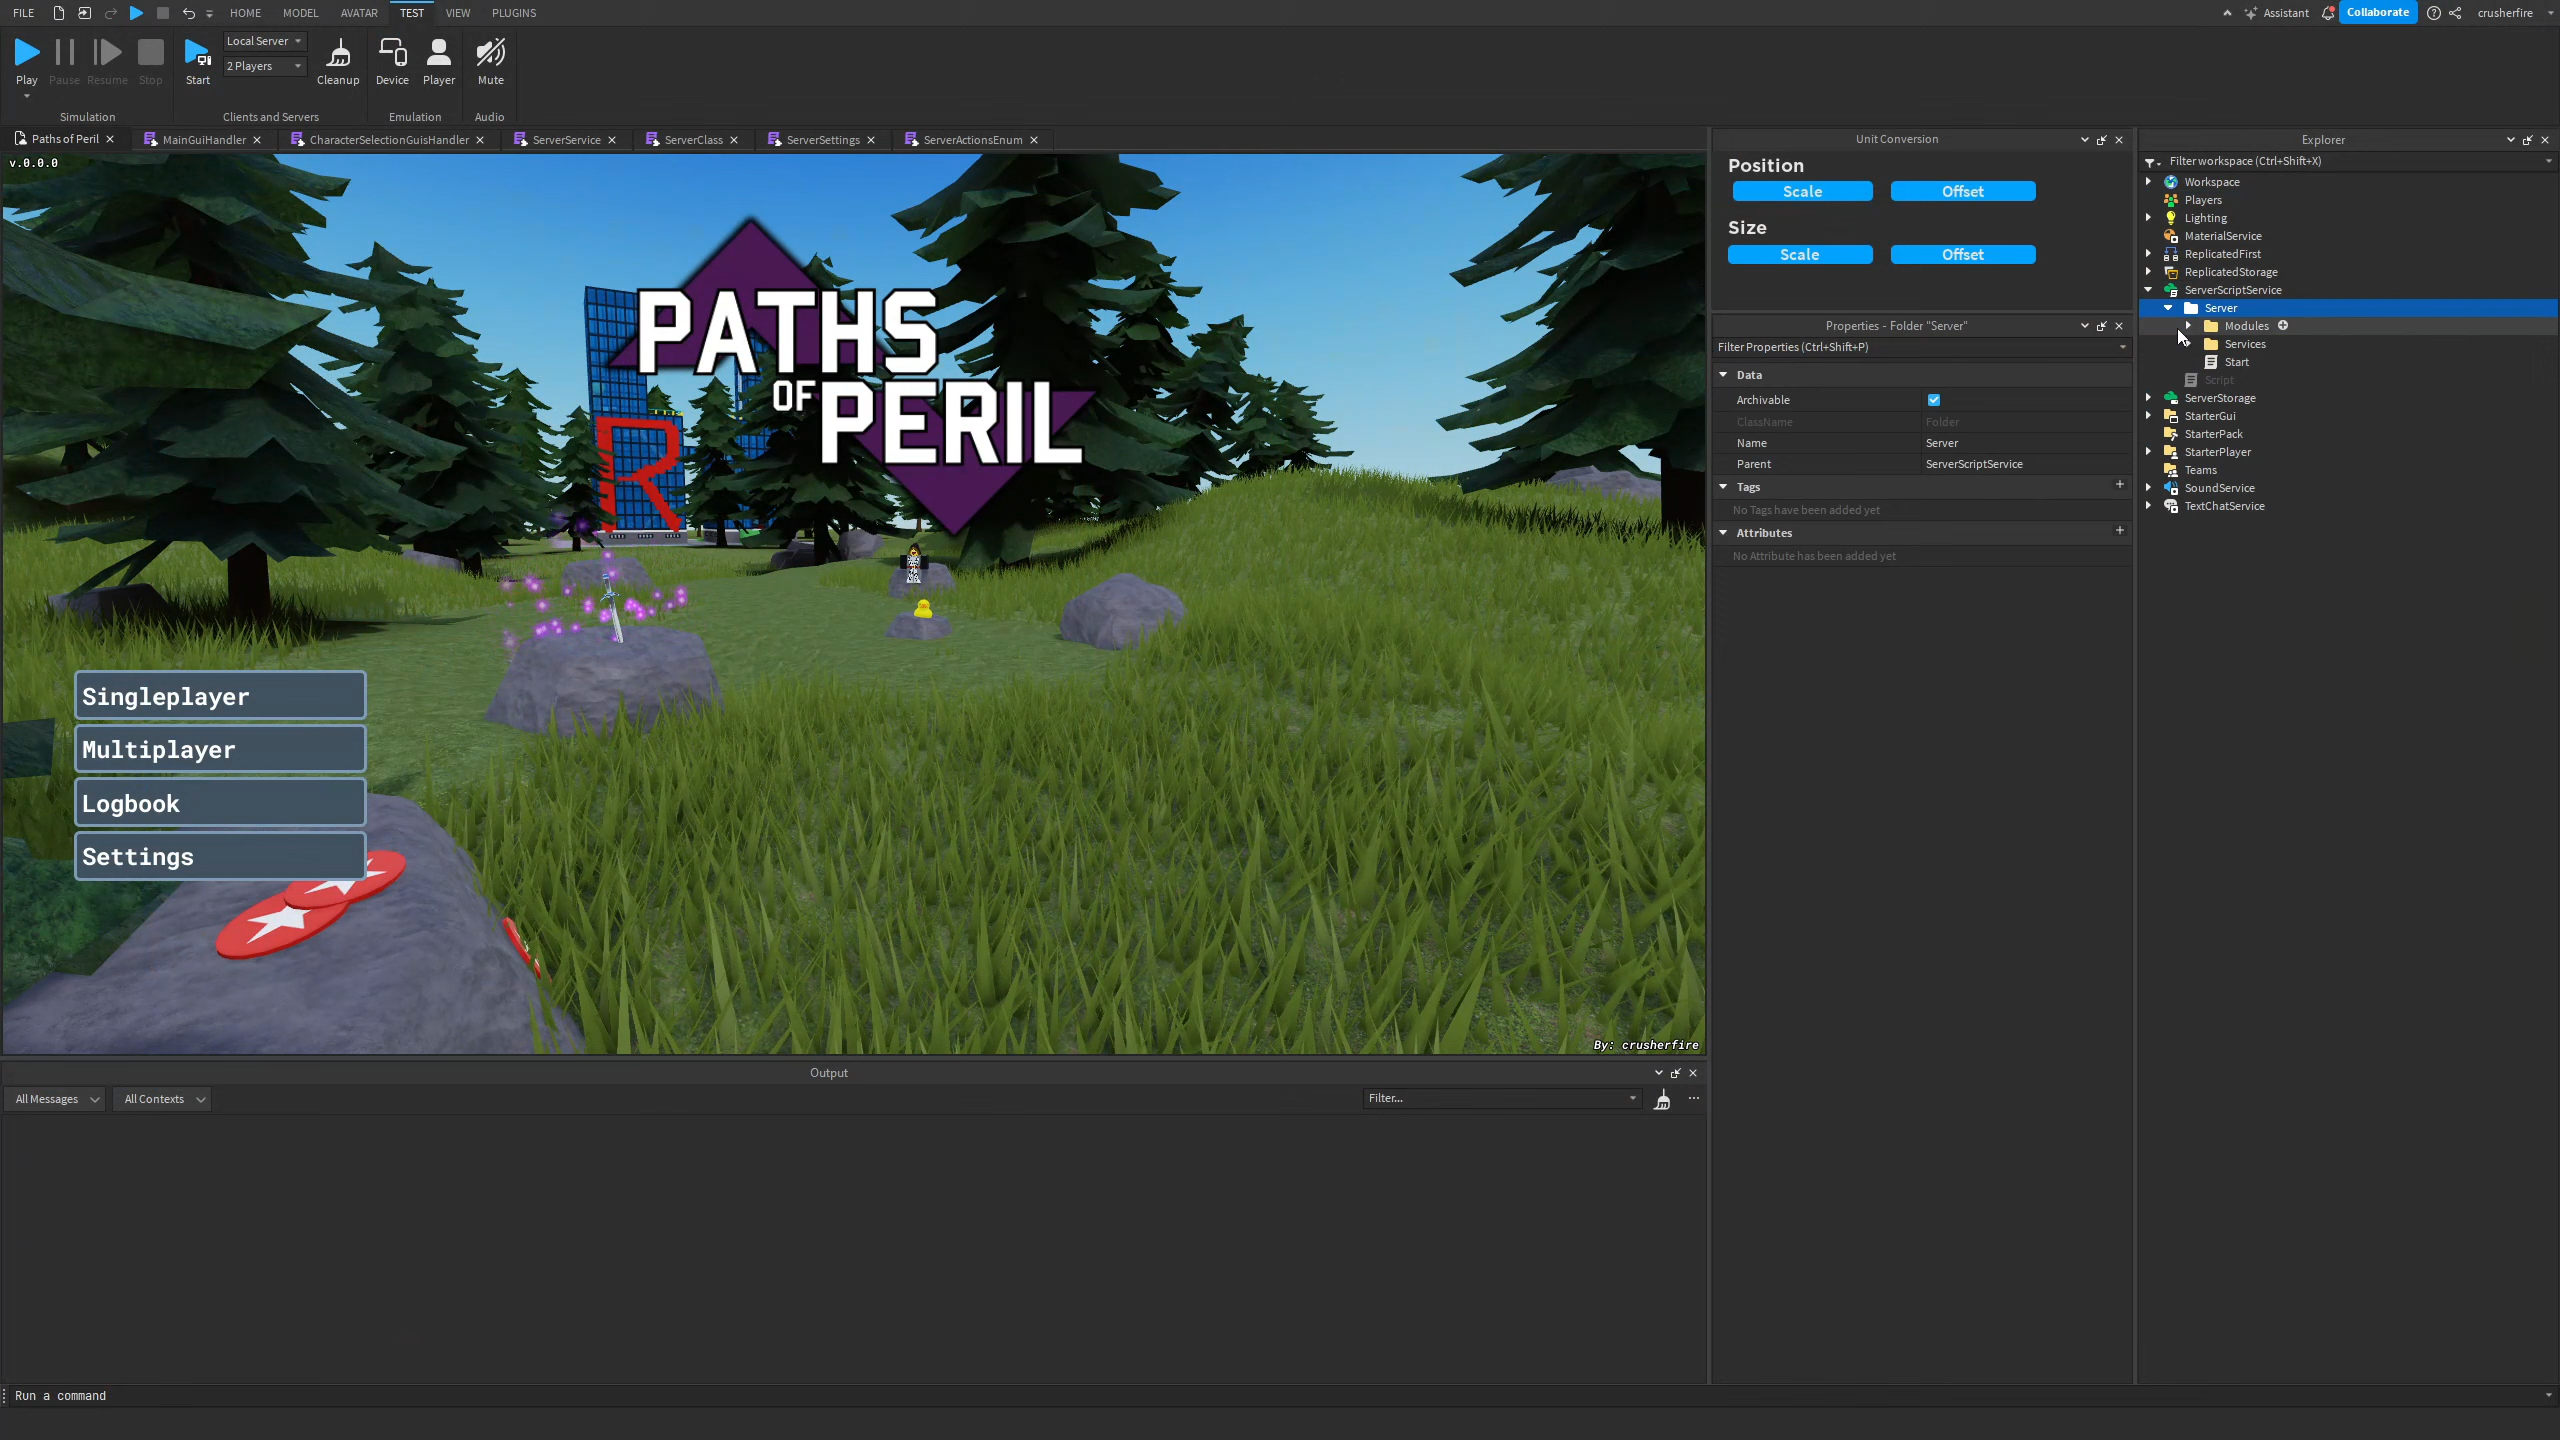 FILE HOME MODEL AVATAR TEST VIEW PLUGINS Assistant Collaborate crusherfire
Play Pause Resume Stop Start Local Server 2 Players Cleanup Device Player Mute
Simulation Clients and Servers Emulation Audio
Paths of Peril MainGuiHandler CharacterSelectionGuisHandler ServerService ServerClass ServerSettings ServerActionsEnum
v.0.0.0
PATHS
OF PERIL
R
Singleplayer
Multiplayer
Logbook
Settings
By: crusherfire
Unit Conversion
Position
Scale Offset
Size
Scale Offset
Properties - Folder "Server"
Filter Properties (Ctrl+Shift+P)
Data
Archivable
ClassName Folder
Name Server
Parent ServerScriptService
Tags
No Tags have been added yet
Attributes
No Attribute has been added yet
Explorer
Filter workspace (Ctrl+Shift+X)
Workspace
Players
Lighting
MaterialService
ReplicatedFirst
ReplicatedStorage
ServerScriptService
Server
Modules
Services
Start
Script
ServerStorage
StarterGui
StarterPack
StarterPlayer
Teams
SoundService
TextChatService
Output
All Messages All Contexts Filter...
Run a command